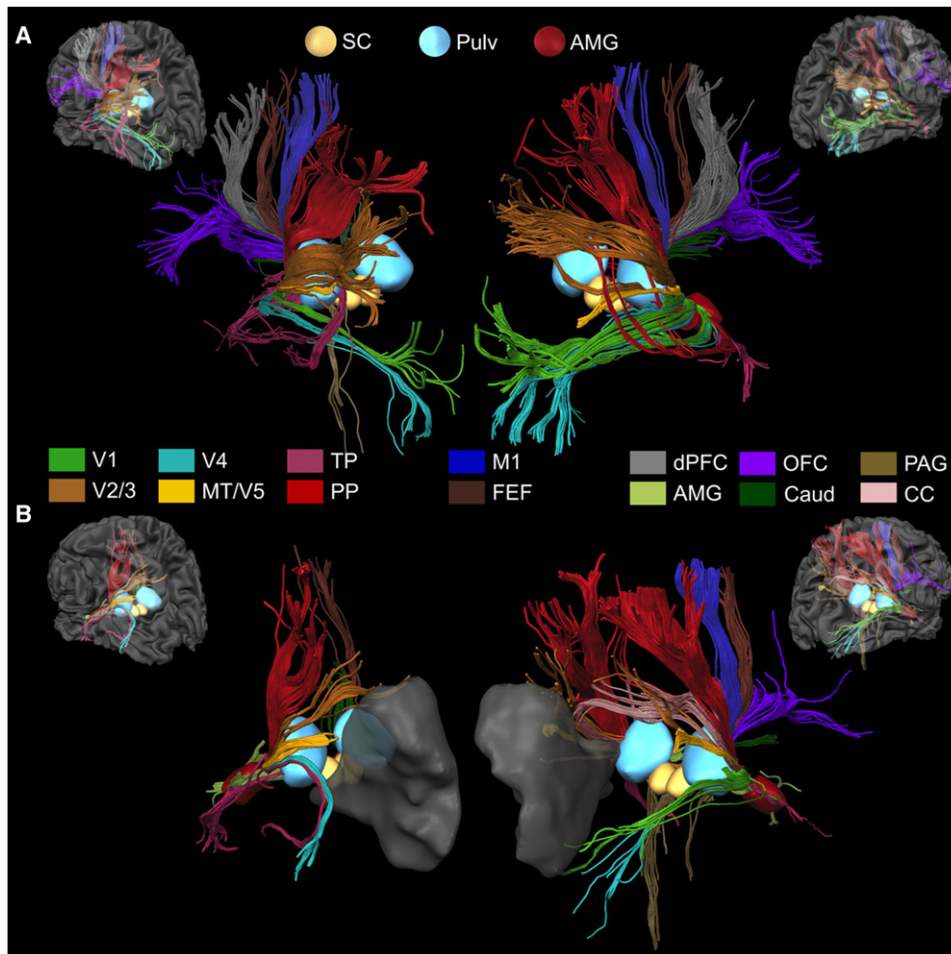 A
SC Pulv AMG
V1 V4 TP M1 dPFC OFC PAG
V2/3 MT/V5 PP FEF AMG Caud CC
B